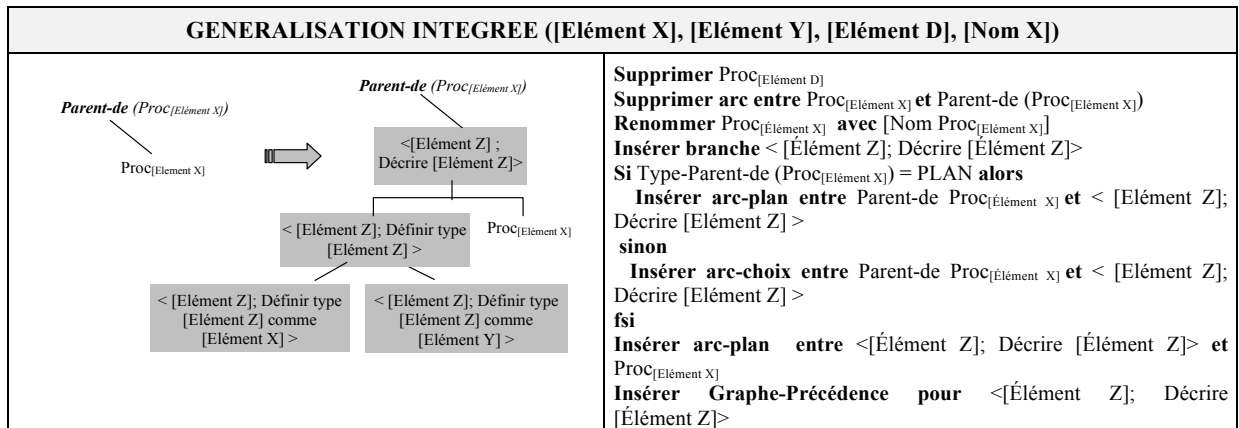 GENERALISATION INTEGREE ([Elément X], [Elément Y], [Elément D], [Nom X])
Parent-de (Proc[Elément X])
Proc[Element X]
Parent-de (Proc[Elément X])
<[Elément Z] ;
Décrire [Elément Z]>
< [Elément Z]; Définir type
[Elément Z] >
Proc[Elément X]
< [Elément Z]; Définir type
[Elément Z] comme
[Elément X] >
< [Elément Z]; Définir type
[Elément Z] comme
[Elément Y] >
Supprimer Proc[Elément D]
Supprimer arc entre Proc[Elément X] et Parent-de (Proc[Elément X])
Renommer Proc[Élément X] avec [Nom Proc[Elément X]]
Insérer branche < [Élément Z]; Décrire [Élément Z]>
Si Type-Parent-de (Proc[Elément X]) = PLAN alors
Insérer arc-plan entre Parent-de Proc[Élément X] et < [Elément Z];
Décrire [Elément Z] >
sinon
Insérer arc-choix entre Parent-de Proc[Élément X] et < [Elément Z];
Décrire [Elément Z] >
fsi
Insérer arc-plan entre <[Élément Z]; Décrire [Élément Z]> et
Proc[Elément X]
Insérer Graphe-Précédence pour <[Élément Z]; Décrire
[Élément Z]>